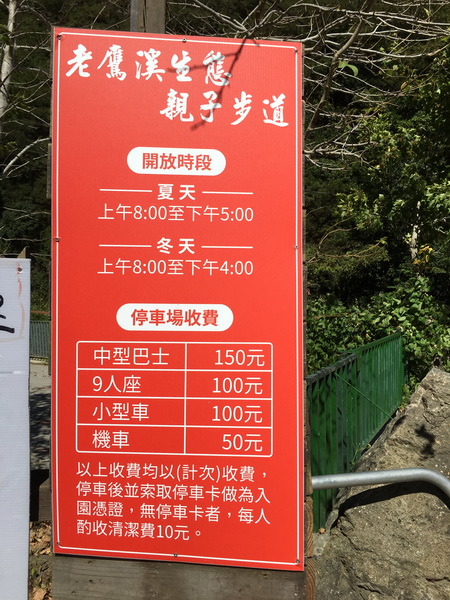 老鷹溪生態
親子步道
開放時段
夏天
上午8:00至下午5:00
冬天
上午8:00至下午4:00
停車場收費
中型巴士 150元
9人座 100元
小型車 100元
機車 50元
以上收費均以(計次)收費，
停車後並索取停車卡做為入
園憑證，無停車卡者，每人
酌收清潔費10元。